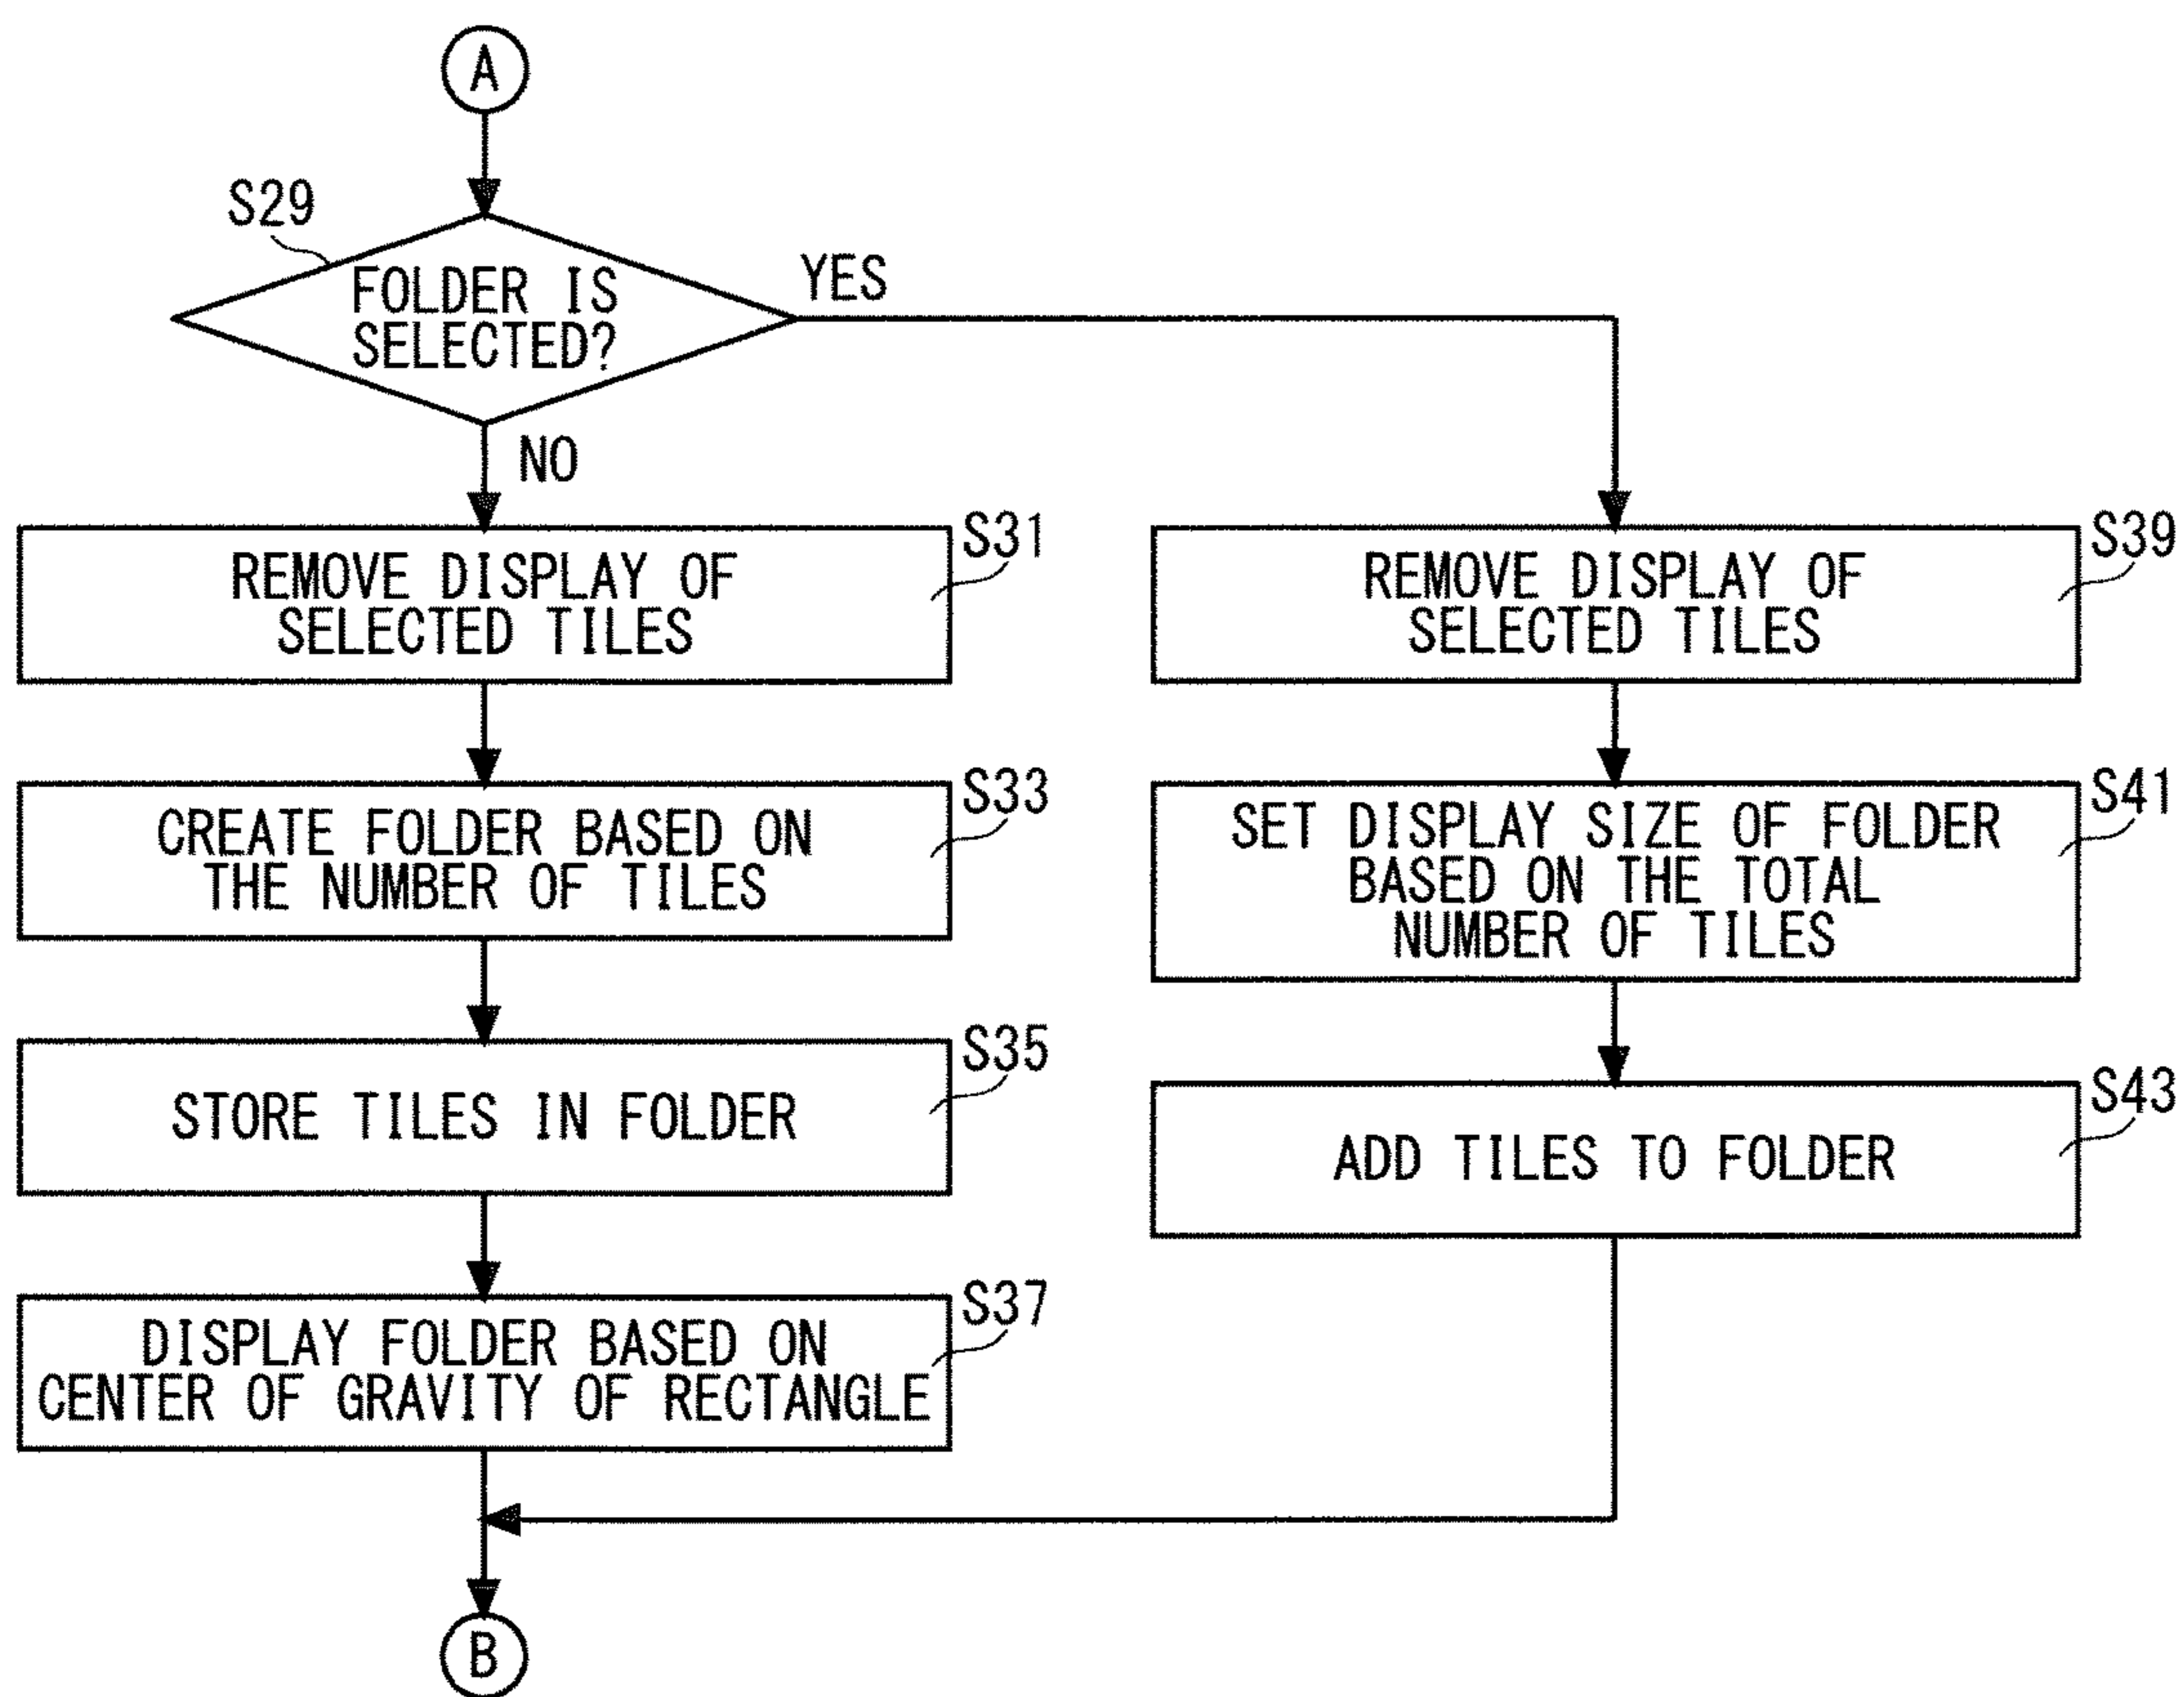 A
S29
FOLDER IS
SELECTED?
YES
NO
S31
REMOVE DISPLAY OF
SELECTED TILES
S33
CREATE FOLDER BASED ON
THE NUMBER OF TILES
S35
STORE TILES IN FOLDER
S37
DISPLAY FOLDER BASED ON
CENTER OF GRAVITY OF RECTANGLE
S39
REMOVE DISPLAY OF
SELECTED TILES
S41
SET DISPLAY SIZE OF FOLDER
BASED ON THE TOTAL
NUMBER OF TILES
S43
ADD TILES TO FOLDER
B